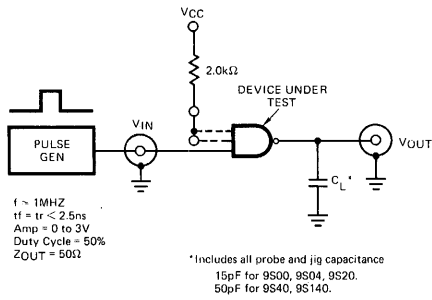 VCC
2.0kΩ
DEVICE UNDER
TEST
PULSE
GEN
VIN
VOUT
CL*
f ~ 1MHZ
tf = tr < 2.5ns
Amp = 0 to 3V
Duty Cycle = 50%
ZOUT = 50Ω
*Includes all probe and jig capacitance
15pF for 9S00, 9S04, 9S20.
50pF for 9S40, 9S140.